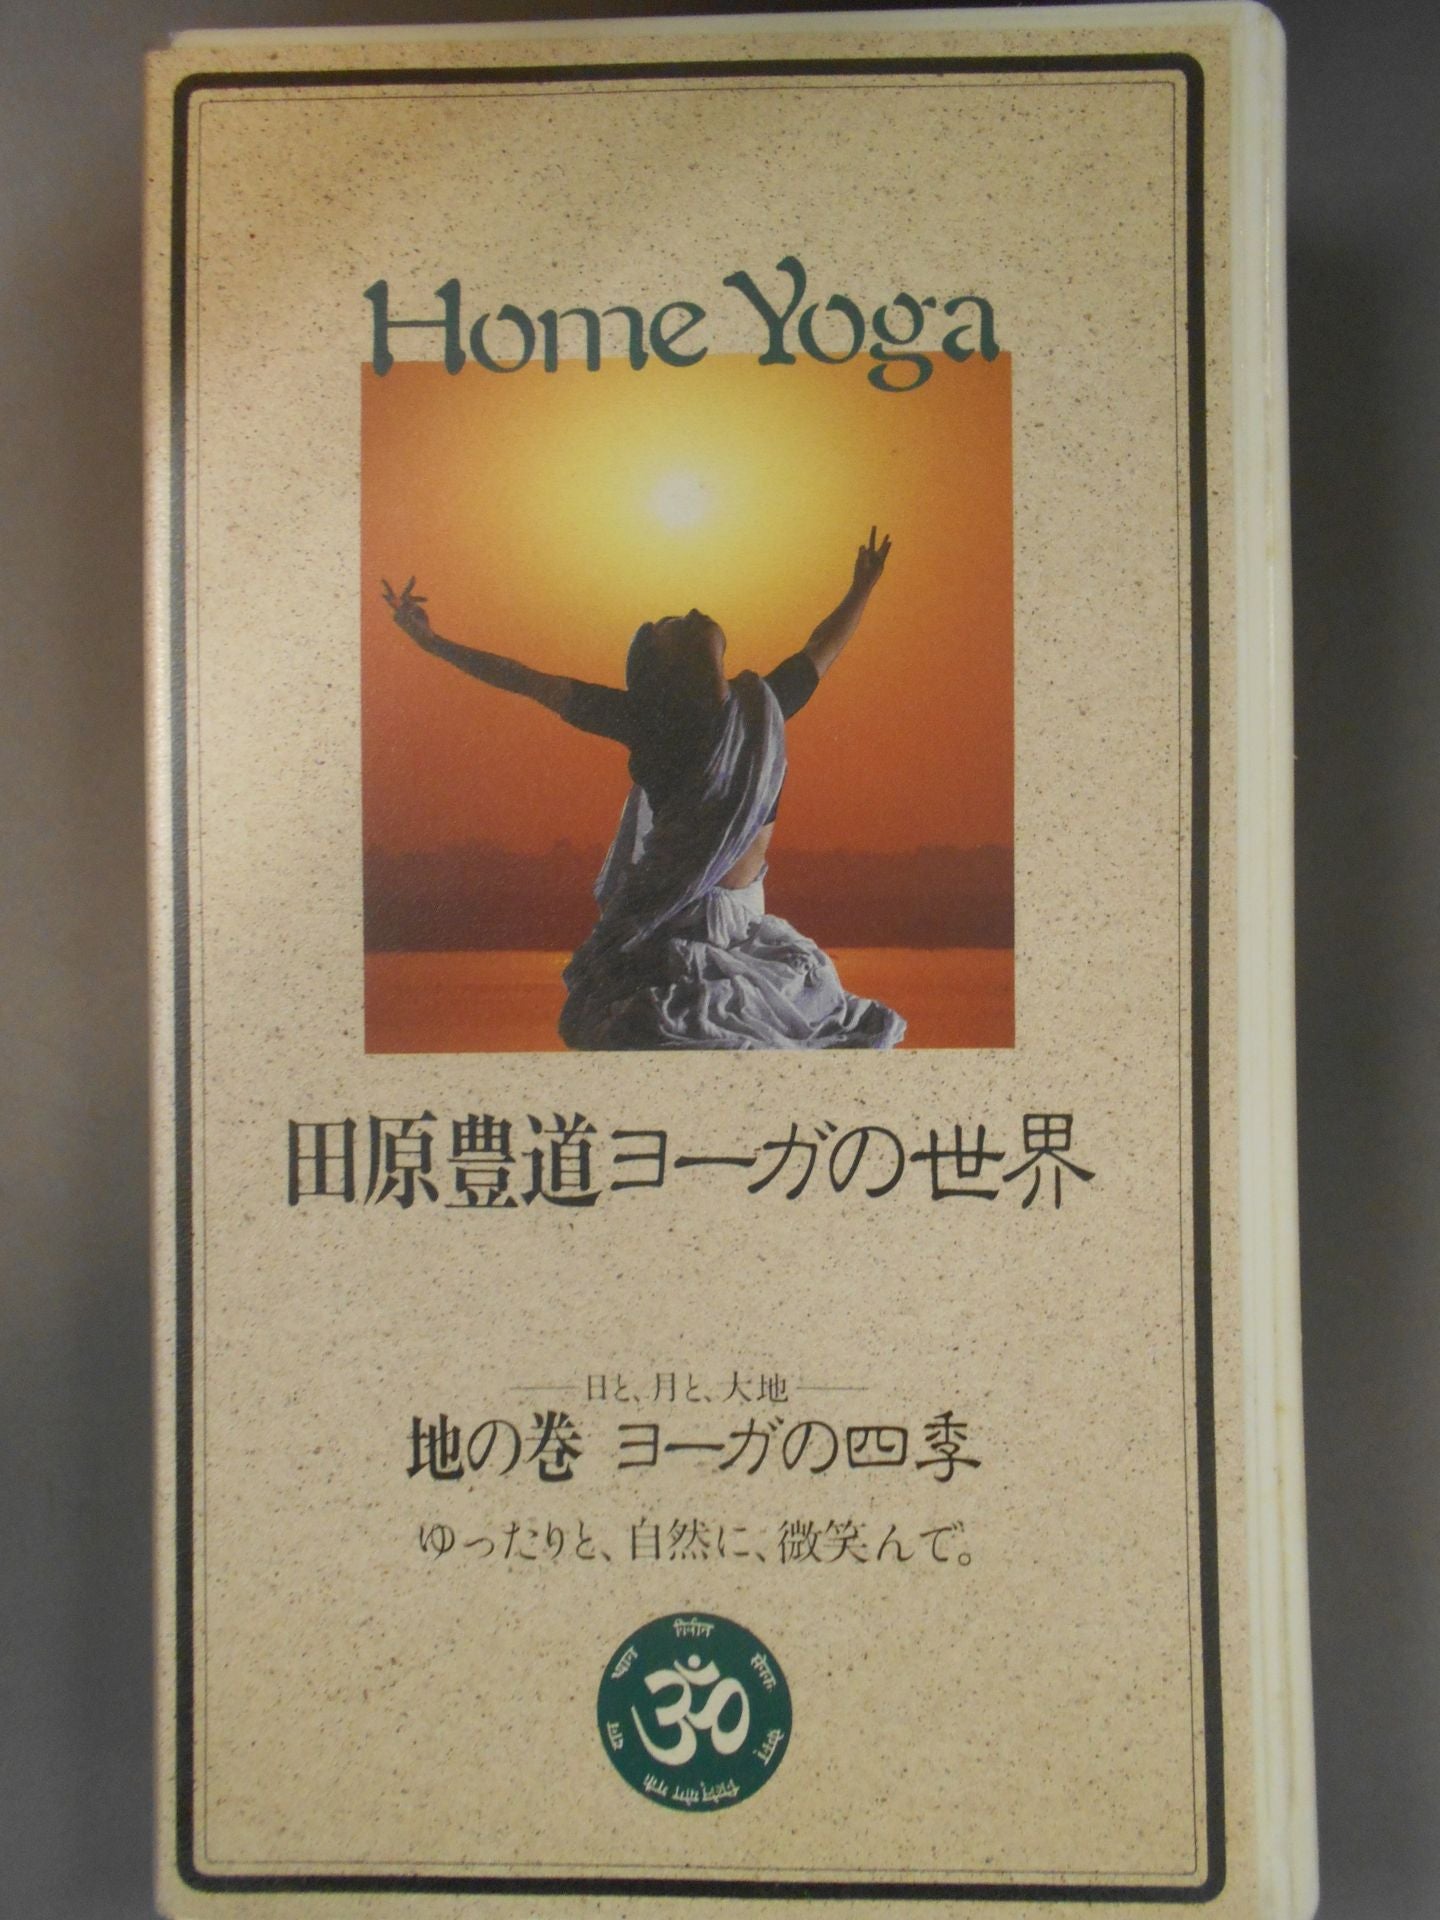 Home Yoga
田原豊道ヨーガの世界
日と、月と、大地
地の巻 ヨーガの四季
ゆったりと、自然に、微笑んで。
ॐ